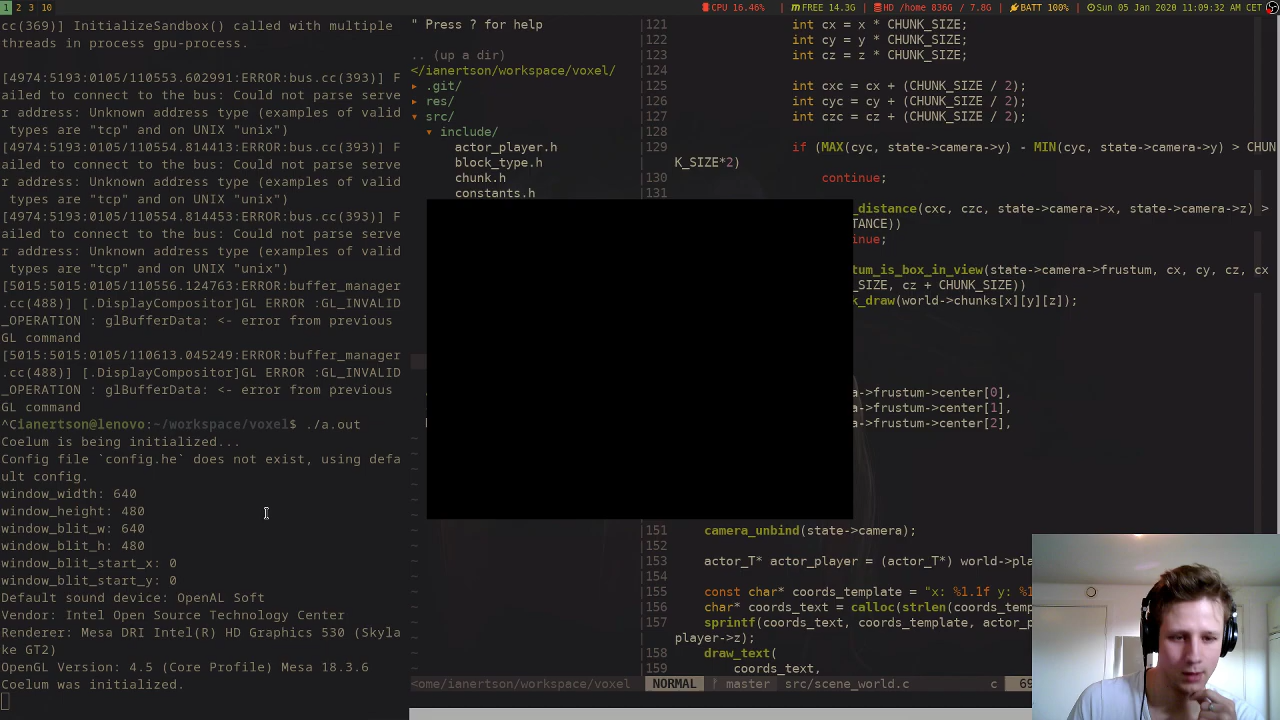 1 2 3 10
CPU 16.46% | FREE 14.3G | HD /home 836G / 7.8G | BATT 100% | Sun 05 Jan 2020 11:09:32 AM CET
cc(369)] InitializeSandbox() called with multiple
threads in process gpu-process.
[4974:5193:0105/110553.602991:ERROR:bus.cc(393)] F
ailed to connect to the bus: Could not parse serve
r address: Unknown address type (examples of valid
 types are "tcp" and on UNIX "unix")
[4974:5193:0105/110554.814413:ERROR:bus.cc(393)] F
ailed to connect to the bus: Could not parse serve
r address: Unknown address type (examples of valid
 types are "tcp" and on UNIX "unix")
[4974:5193:0105/110554.814453:ERROR:bus.cc(393)] F
ailed to connect to the bus: Could not parse serve
r address: Unknown address type (examples of valid
 types are "tcp" and on UNIX "unix")
[5015:5015:0105/110556.124763:ERROR:buffer_manager
.cc(488)] [.DisplayCompositor]GL ERROR :GL_INVALID
_OPERATION : glBufferData: <- error from previous
GL command
[5015:5015:0105/110613.045249:ERROR:buffer_manager
.cc(488)] [.DisplayCompositor]GL ERROR :GL_INVALID
_OPERATION : glBufferData: <- error from previous
GL command
^Cianertson@lenovo:~/workspace/voxel$ ./a.out
Coelum is being initialized...
Config file `config.he` does not exist, using defa
ult config.
window_width: 640
window_height: 480
window_blit_w: 640
window_blit_h: 480
window_blit_start_x: 0
window_blit_start_y: 0
Default sound device: OpenAL Soft
Vendor: Intel Open Source Technology Center
Renderer: Mesa DRI Intel(R) HD Graphics 530 (Skyla
ke GT2)
OpenGL Version: 4.5 (Core Profile) Mesa 18.3.6
Coelum was initialized.
" Press ? for help
.. (up a dir)
</ianertson/workspace/voxel/
▸ .git/
▸ res/
▾ src/
▾ include/
actor_player.h
block_type.h
chunk.h
constants.h
121 int cx = x * CHUNK_SIZE;
122 int cy = y * CHUNK_SIZE;
123 int cz = z * CHUNK_SIZE;
124
125 int cxc = cx + (CHUNK_SIZE / 2);
126 int cyc = cy + (CHUNK_SIZE / 2);
127 int czc = cz + (CHUNK_SIZE / 2);
128
129 if (MAX(cyc, state->camera->y) - MIN(cyc, state->camera->y) > CHUN
K_SIZE*2)
130 continue;
131
_distance(cxc, czc, state->camera->x, state->camera->z) >
TANCE))
inue;
tum_is_box_in_view(state->camera->frustum, cx, cy, cz, cx
_SIZE, cz + CHUNK_SIZE))
k_draw(world->chunks[x][y][z]);
a->frustum->center[0],
a->frustum->center[1],
a->frustum->center[2],
151 camera_unbind(state->camera);
152
153 actor_T* actor_player = (actor_T*) world->pla
154
155 const char* coords_template = "x: %1.1f y: %1
156 char* coords_text = calloc(strlen(coords_temp
157 sprintf(coords_text, coords_template, actor_p
player->z);
158 draw_text(
159 coords_text,
<ome/ianertson/workspace/voxel NORMAL master src/scene_world.c c 69